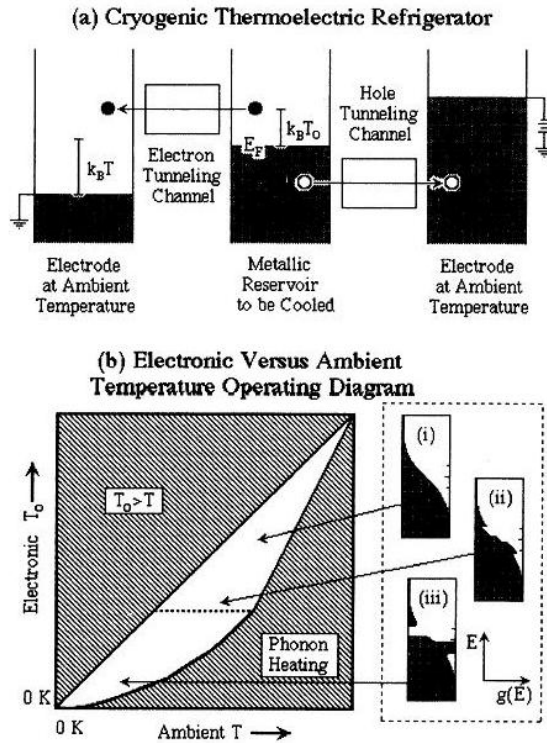 (a) Cryogenic Thermoelectric Refrigerator
Hole
Tunneling
Channel
k_BT_O
E_F
k_BT
Electron
Tunneling
Channel
Electrode
at Ambient
Temperature
Metallic
Reservoir
to be Cooled
Electrode
at Ambient
Temperature
(b) Electronic Versus Ambient
Temperature Operating Diagram
(i)
T_O>T
(ii)
Electronic T_O
(iii)
Phonon
Heating
E
g(E)
0 K
0 K
Ambient T